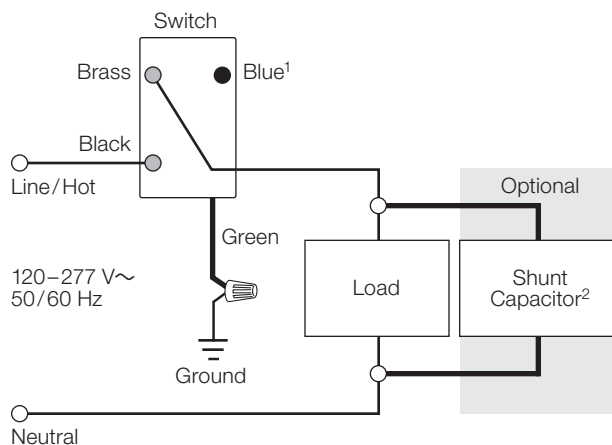 Switch
Brass
Blue¹
Black
Line/Hot
Optional
Green
120–277 V~
50/60 Hz
Load
Shunt
Capacitor²
Ground
Neutral